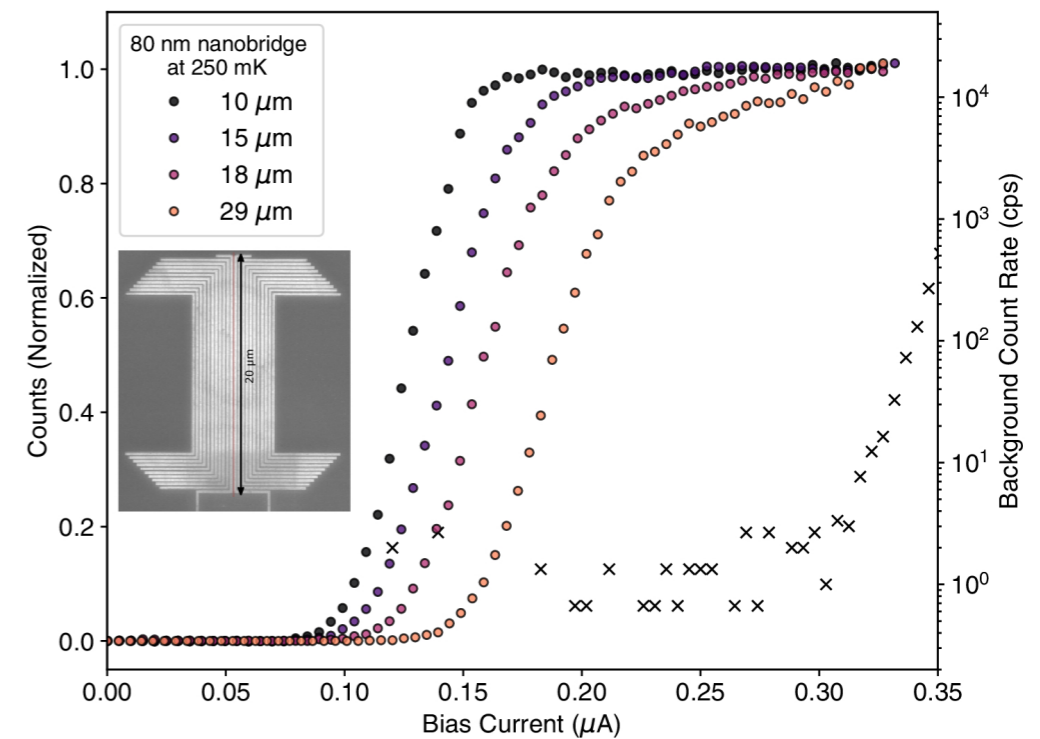 80 nm nanobridge
at 250 mK
10 μm
15 μm
18 μm
29 μm
20 μm
Counts (Normalized)
1.0
0.8
0.6
0.4
0.2
0.0
Background Count Rate (cps)
10⁴
10³
10²
10¹
10⁰
0.00 0.05 0.10 0.15 0.20 0.25 0.30 0.35
Bias Current (μA)